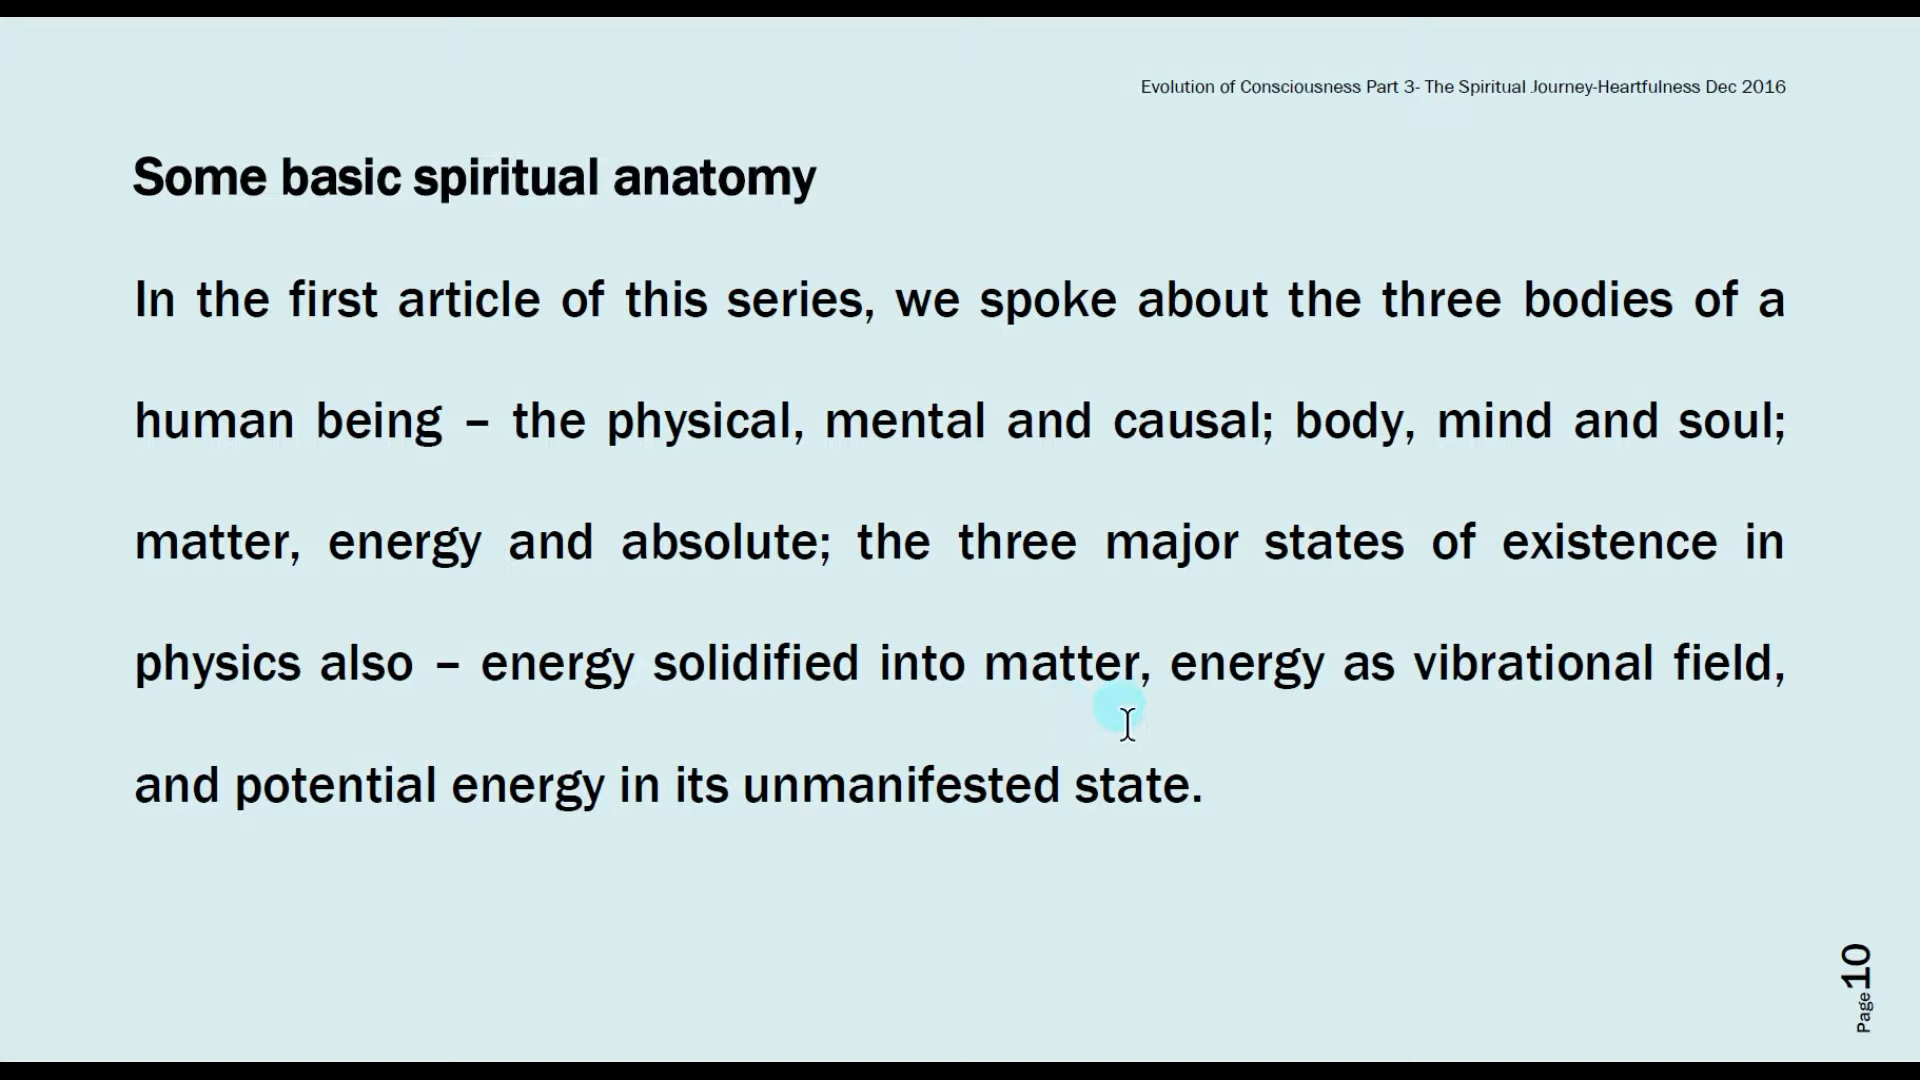 Evolution of Consciousness Part 3- The Spiritual Journey-Heartfulness Dec 2016
Some basic spiritual anatomy
In the first article of this series, we spoke about the three bodies of a
human being – the physical, mental and causal; body, mind and soul;
matter, energy and absolute; the three major states of existence in
physics also – energy solidified into matter, energy as vibrational field,
and potential energy in its unmanifested state.
Page 10